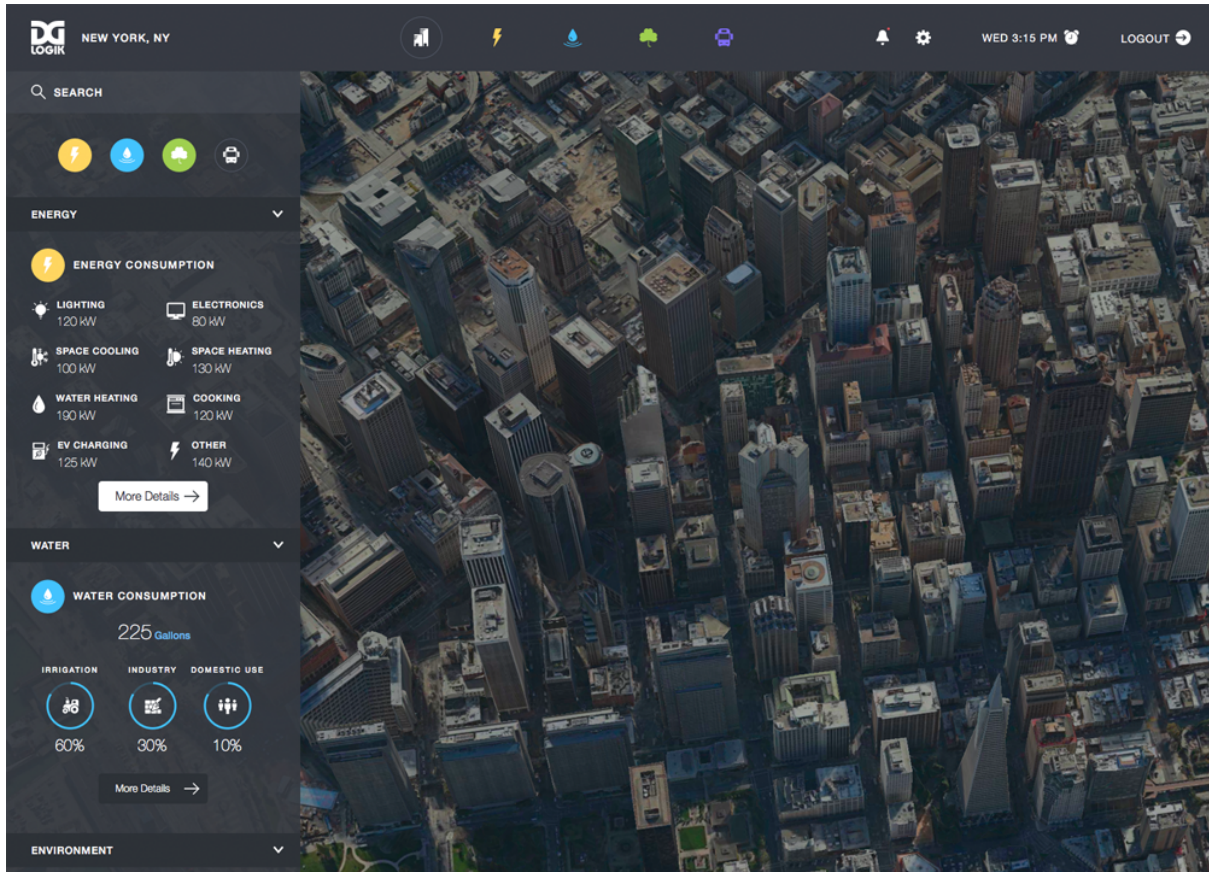 DG
LOGIK
NEW YORK, NY
WED 3:15 PM
LOGOUT
SEARCH
ENERGY
ENERGY CONSUMPTION
LIGHTING
120 kW
ELECTRONICS
80 kW
SPACE COOLING
100 kW
SPACE HEATING
130 kW
WATER HEATING
190 kW
COOKING
120 kW
EV CHARGING
125 kW
OTHER
140 kW
More Details
WATER
WATER CONSUMPTION
225 Gallons
IRRIGATION
INDUSTRY
DOMESTIC USE
60%
30%
10%
More Details
ENVIRONMENT